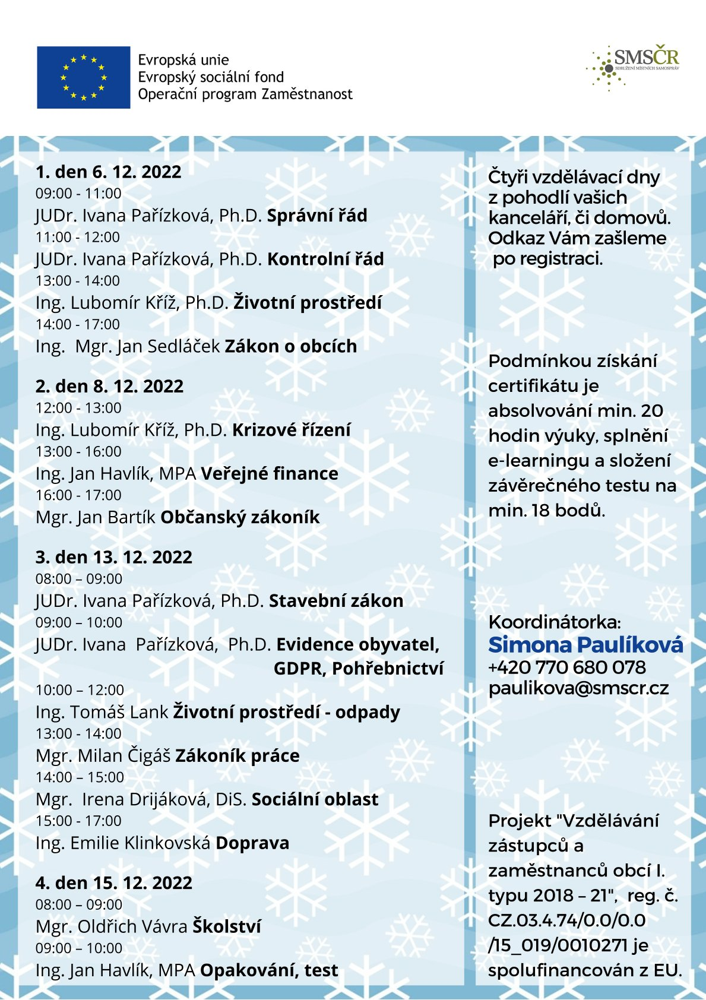 Evropská unie
Evropský sociální fond
Operační program Zaměstnanost
SMSČR
SDRUŽENÍ MÍSTNÍCH SAMOSPRÁV
1. den 6. 12. 2022
09:00 - 11:00
JUDr. Ivana Pařízková, Ph.D. Správní řád
11:00 - 12:00
JUDr. Ivana Pařízková, Ph.D. Kontrolní řád
13:00 - 14:00
Ing. Lubomír Kříž, Ph.D. Životní prostředí
14:00 - 17:00
Ing.  Mgr. Jan Sedláček Zákon o obcích
2. den 8. 12. 2022
12:00 - 13:00
Ing. Lubomír Kříž, Ph.D. Krizové řízení
13:00 - 16:00
Ing. Jan Havlík, MPA Veřejné finance
16:00 - 17:00
Mgr. Jan Bartík Občanský zákoník
3. den 13. 12. 2022
08:00 – 09:00
JUDr. Ivana Pařízková, Ph.D. Stavební zákon
09:00 – 10:00
JUDr. Ivana  Pařízková,  Ph.D. Evidence obyvatel,
GDPR, Pohřebnictví
10:00 – 12:00
Ing. Tomáš Lank Životní prostředí - odpady
13:00 - 14:00
Mgr. Milan Čigáš Zákoník práce
14:00 – 15:00
Mgr.  Irena Drijáková, DiS. Sociální oblast
15:00 - 17:00
Ing. Emilie Klinkovská Doprava
4. den 15. 12. 2022
08:00 – 09:00
Mgr. Oldřich Vávra Školství
09:00 – 10:00
Ing. Jan Havlík, MPA Opakování, test
Čtyři vzdělávací dny
z pohodlí vašich
kanceláří, či domovů.
Odkaz Vám zašleme
po registraci.
Podmínkou získání
certifikátu je
absolvování min. 20
hodin výuky, splnění
e-learningu a složení
závěrečného testu na
min. 18 bodů.
Koordinátorka:
Simona Paulíková
+420 770 680 078
paulikova@smscr.cz
Projekt "Vzdělávání
zástupců a
zaměstnanců obcí I.
typu 2018 – 21",  reg. č.
CZ.03.4.74/0.0/0.0
/15_019/0010271 je
spolufinancován z EU.